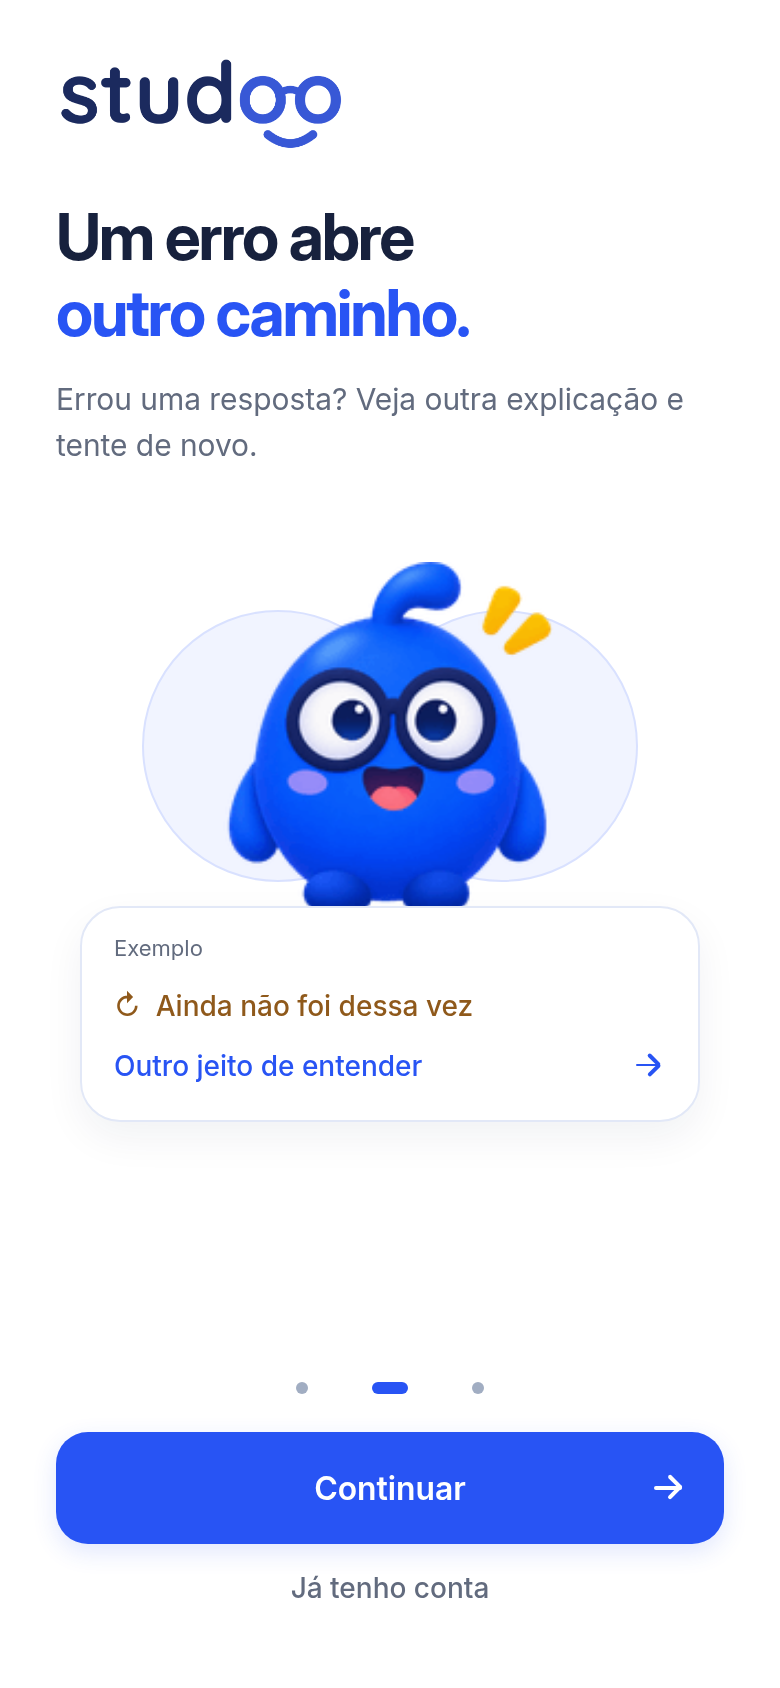 studoo
Um erro abre
outro caminho.
Errou uma resposta? Veja outra explicação e
tente de novo.
Exemplo
Ainda não foi dessa vez
Outro jeito de entender
Continuar
Já tenho conta